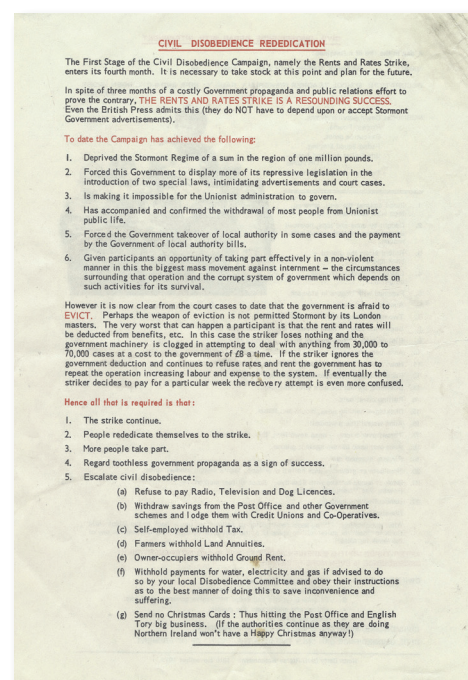 CIVIL DISOBEDIENCE REDEDICATION
The First Stage of the Civil Disobedience Campaign, namely the Rents and Rates Strike,
enters its fourth month. It is necessary to take stock at this point and plan for the future.
In spite of three months of a costly Government propaganda and public relations effort to
prove the contrary, THE RENTS AND RATES STRIKE IS A RESOUNDING SUCCESS.
Even the British Press admits this (they do NOT have to depend upon or accept Stormont
Government advertisements).
To date the Campaign has achieved the following:
1. Deprived the Stormont Regime of a sum in the region of one million pounds.
2. Forced this Government to display more of its repressive legislation in the
introduction of two special laws, intimidating advertisements and court cases.
3. Is making it impossible for the Unionist administration to govern.
4. Has accompanied and confirmed the withdrawal of most people from Unionist
public life.
5. Forced the Government takeover of local authority in some cases and the payment
by the Government of local authority bills.
6. Given participants an opportunity of taking part effectively in a non-violent
manner in this the biggest mass movement against internment – the circumstances
surrounding that operation and the corrupt system of government which depends on
such activities for its survival.
However it is now clear from the court cases to date that the government is afraid to
EVICT. Perhaps the weapon of eviction is not permitted Stormont by its London
masters. The very worst that can happen a participant is that the rent and rates will
be deducted from benefits, etc. In this case the striker loses nothing and the
government machinery is clogged in attempting to deal with anything from 30,000 to
70,000 cases at a cost to the government of £8 a time. If the striker ignores the
government deduction and continues to refuse rates and rent the government has to
repeat the operation increasing labour and expense to the system. If eventually the
striker decides to pay for a particular week the recovery attempt is even more confused.
Hence all that is required is that:
1. The strike continue.
2. People rededicate themselves to the strike.
3. More people take part.
4. Regard toothless government propaganda as a sign of success.
5. Escalate civil disobedience:
(a) Refuse to pay Radio, Television and Dog Licences.
(b) Withdraw savings from the Post Office and other Government
schemes and lodge them with Credit Unions and Co-Operatives.
(c) Self-employed withhold Tax.
(d) Farmers withhold Land Annuities.
(e) Owner-occupiers withhold Ground Rent.
(f) Withhold payments for water, electricity and gas if advised to do
so by your local Disobedience Committee and obey their instructions
as to the best manner of doing this to save inconvenience and
suffering.
(g) Send no Christmas Cards : Thus hitting the Post Office and English
Tory big business. (If the authorities continue as they are doing
Northern Ireland won't have a Happy Christmas anyway!)